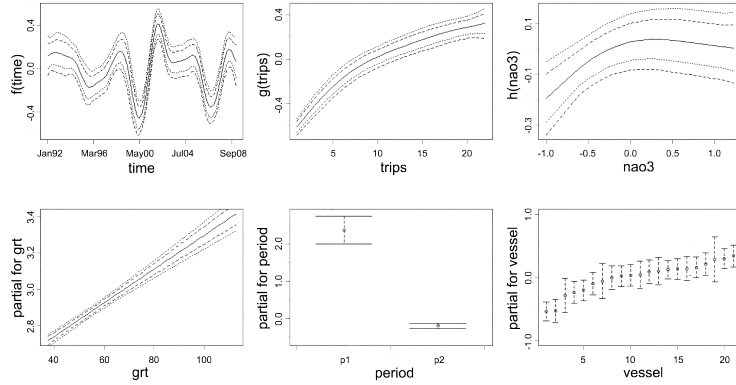 0.4
0.0
-0.4
f(time)
Jan92 Mar96 May00 Jul04 Sep08
time
0.4
0.0
-0.4
g(trips)
5 10 15 20
trips
0.1
-0.1
-0.3
h(nao3)
-1.0 -0.5 0.0 0.5 1.0
nao3
3.4
3.2
3.0
2.8
partial for grt
40 60 80 100
grt
2.0
1.0
0.0
partial for period
p1 p2
period
1.0
0.0
-1.0
partial for vessel
5 10 15 20
vessel